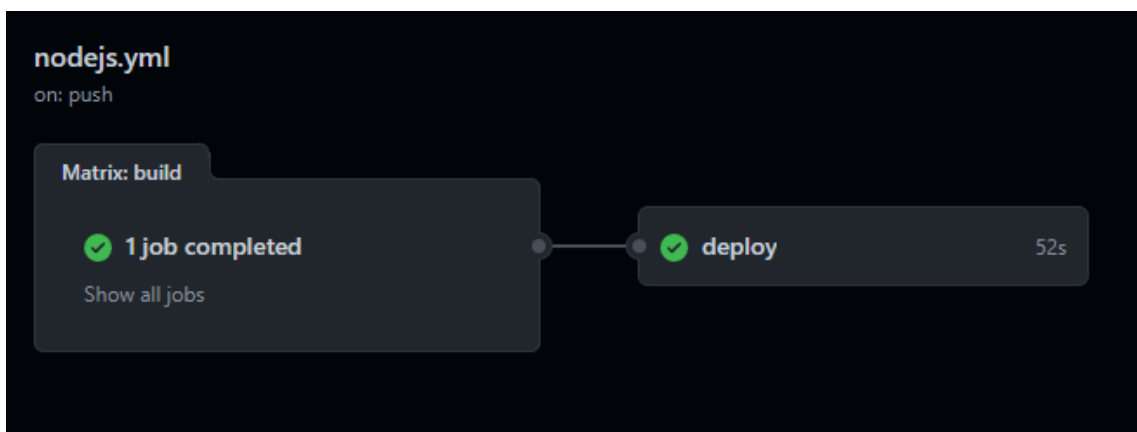 nodejs.yml
on: push
Matrix: build
1 job completed
Show all jobs
deploy
52s